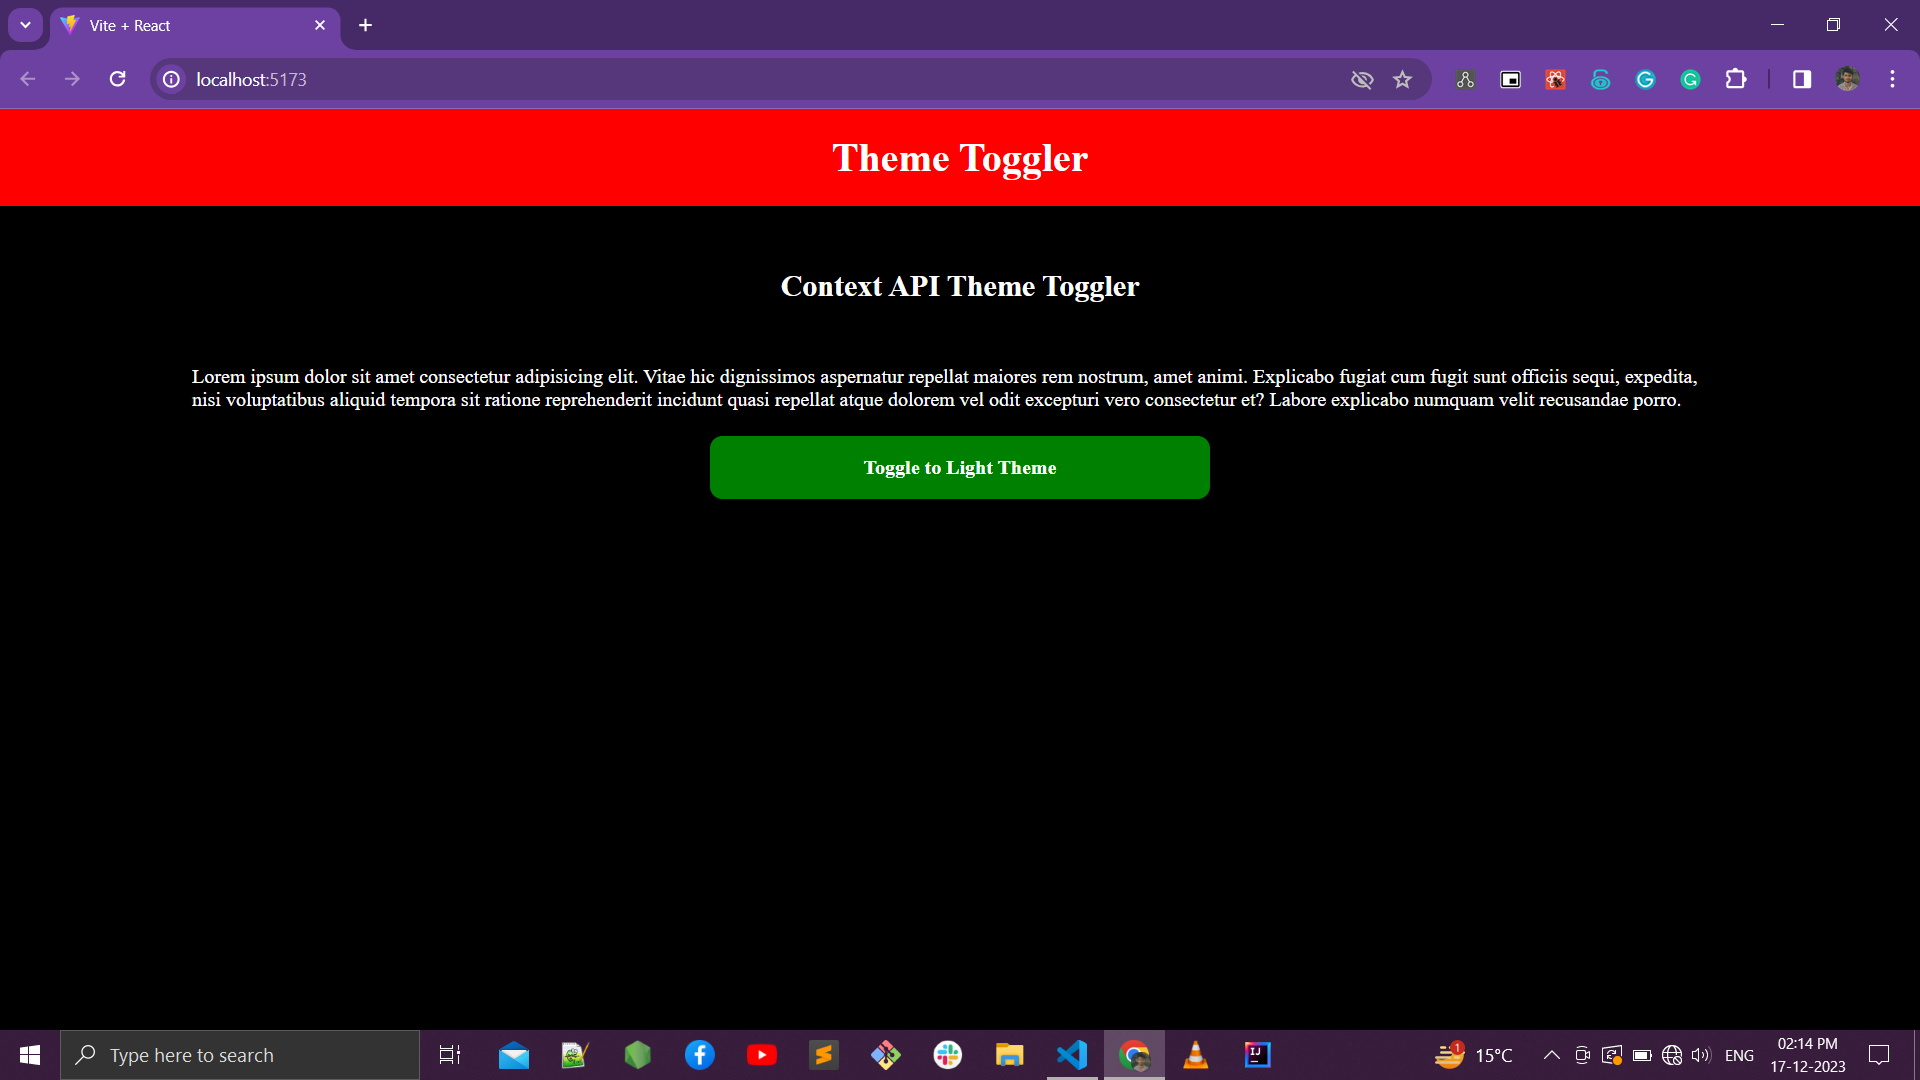 Vite + React
localhost:5173
Theme Toggler
Context API Theme Toggler
Lorem ipsum dolor sit amet consectetur adipisicing elit. Vitae hic dignissimos aspernatur repellat maiores rem nostrum, amet animi. Explicabo fugiat cum fugit sunt officiis sequi, expedita,
nisi voluptatibus aliquid tempora sit ratione reprehenderit incidunt quasi repellat atque dolorem vel odit excepturi vero consectetur et? Labore explicabo numquam velit recusandae porro.
Toggle to Light Theme
Type here to search
IJ
1
15°C
ENG
02:14 PM
17-12-2023